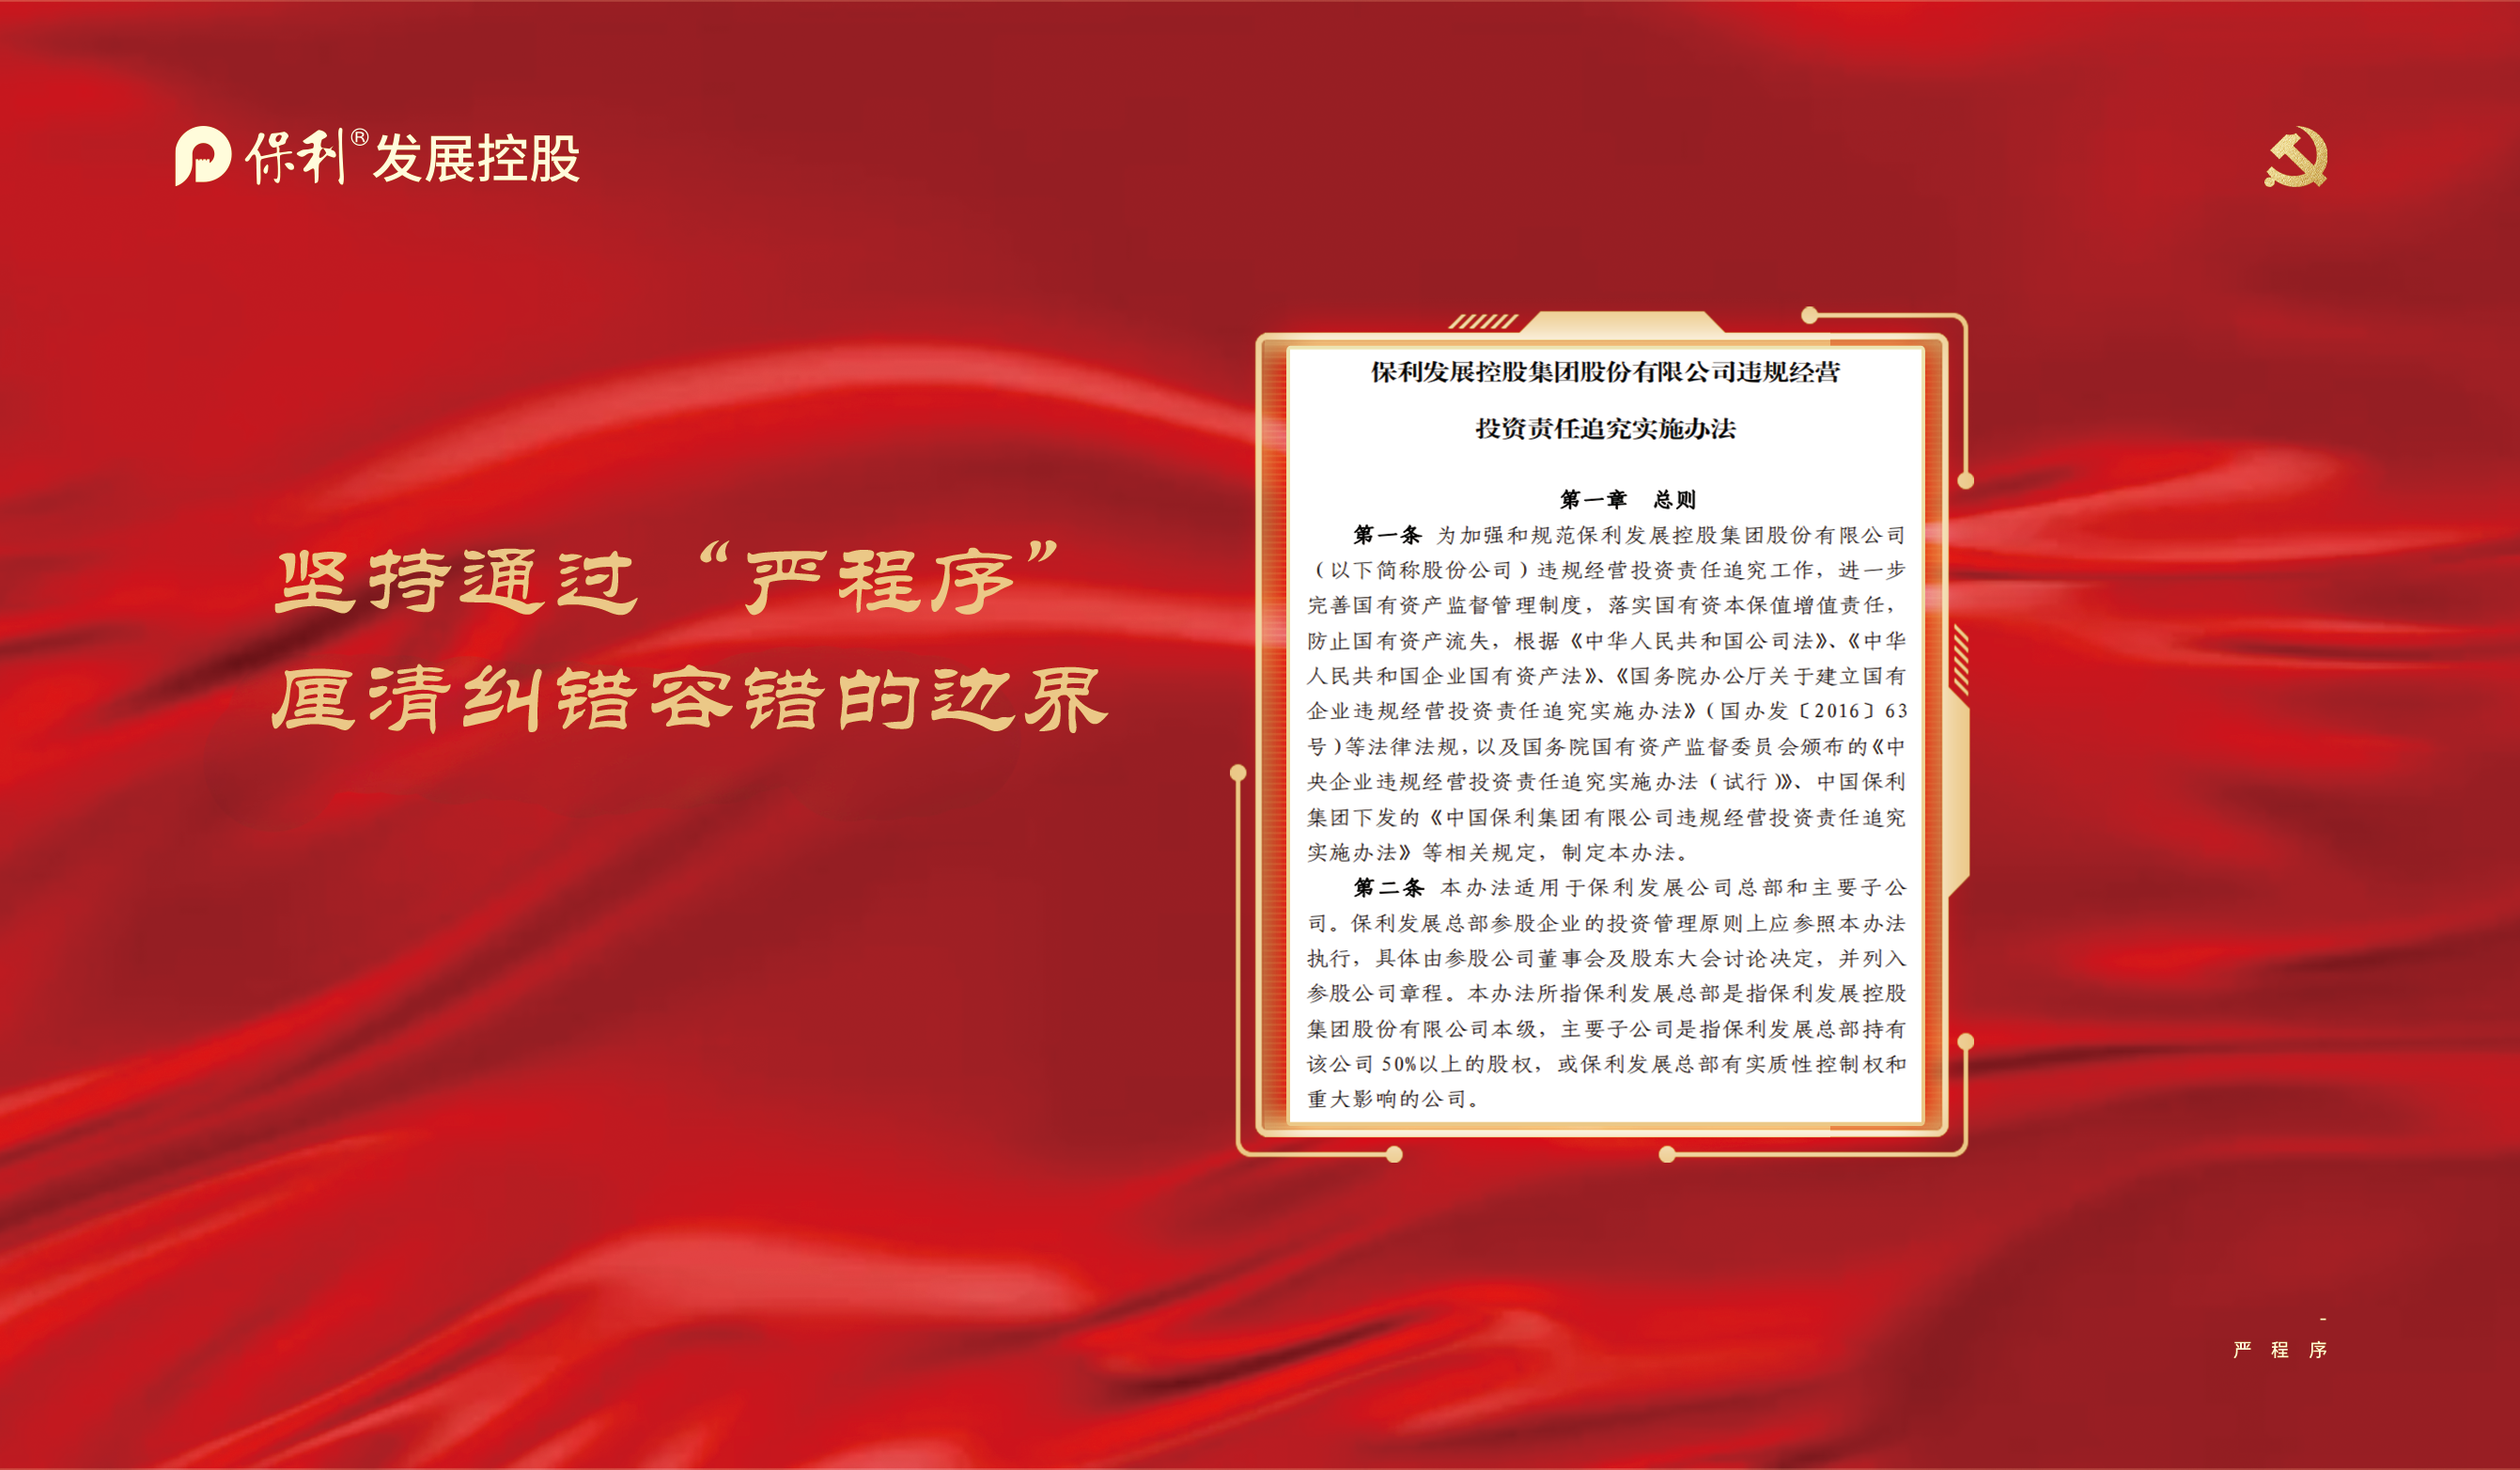 保利®发展控股
坚持通过“严程序”
厘清纠错容错的边界
保利发展控股集团股份有限公司违规经营
投资责任追究实施办法
第一章 总则
第一条 为加强和规范保利发展控股集团股份有限公司
（以下简称股份公司）违规经营投资责任追究工作，进一步
完善国有资产监督管理制度，落实国有资本保值增值责任，
防止国有资产流失，根据《中华人民共和国公司法》、《中华
人民共和国企业国有资产法》、《国务院办公厅关于建立国有
企业违规经营投资责任追究实施办法》（国办发〔2016〕63
号）等法律法规，以及国务院国有资产监督委员会颁布的《中
央企业违规经营投资责任追究实施办法（试行）》、中国保利
集团下发的《中国保利集团有限公司违规经营投资责任追究
实施办法》等相关规定，制定本办法。
第二条 本办法适用于保利发展公司总部和主要子公
司。保利发展总部参股企业的投资管理原则上应参照本办法
执行，具体由参股公司董事会及股东大会讨论决定，并列入
参股公司章程。本办法所指保利发展总部是指保利发展控股
集团股份有限公司本级，主要子公司是指保利发展总部持有
该公司 50%以上的股权，或保利发展总部有实质性控制权和
重大影响的公司。
-
严 程 序